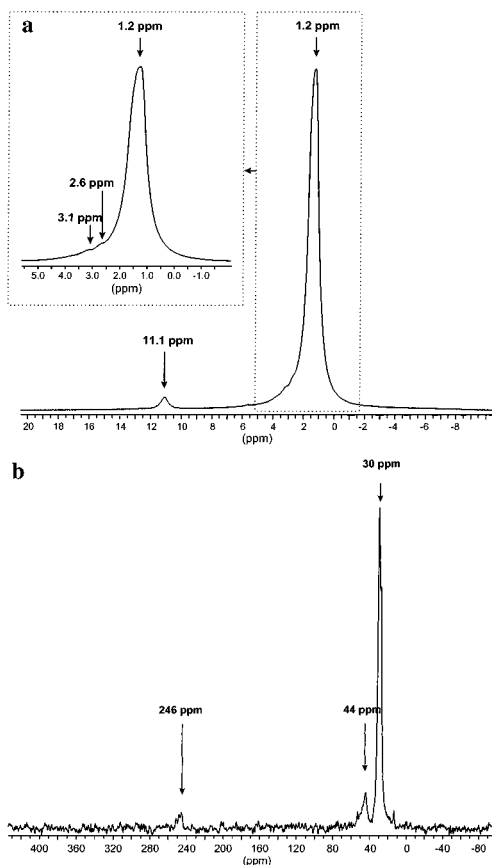 a
1.2 ppm
1.2 ppm
2.6 ppm
3.1 ppm
5.0 4.0 3.0 2.0 1.0 0.0 -1.0
(ppm)
11.1 ppm
20 18 16 14 12 10 8 6 4 2 0 -2 -4 -6 -8
(ppm)
b
30 ppm
246 ppm
44 ppm
400 360 320 280 240 200 160 120 80 40 0 -40 -80
(ppm)